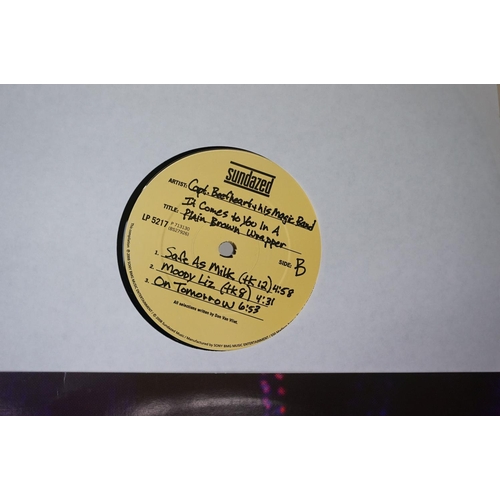 sundazed
ARTIST: Capt. Beefheart & his Magic Band
TITLE: It Comes to You In A
Plain Brown Wrapper
LP 5217
P 713130
SIDE: B
1. Safe As Milk (tk 12) 4:58
2. Moody Liz (tk 8) 4:31
3. On Tomorrow 6:53
All selections written by Don Van Vliet.